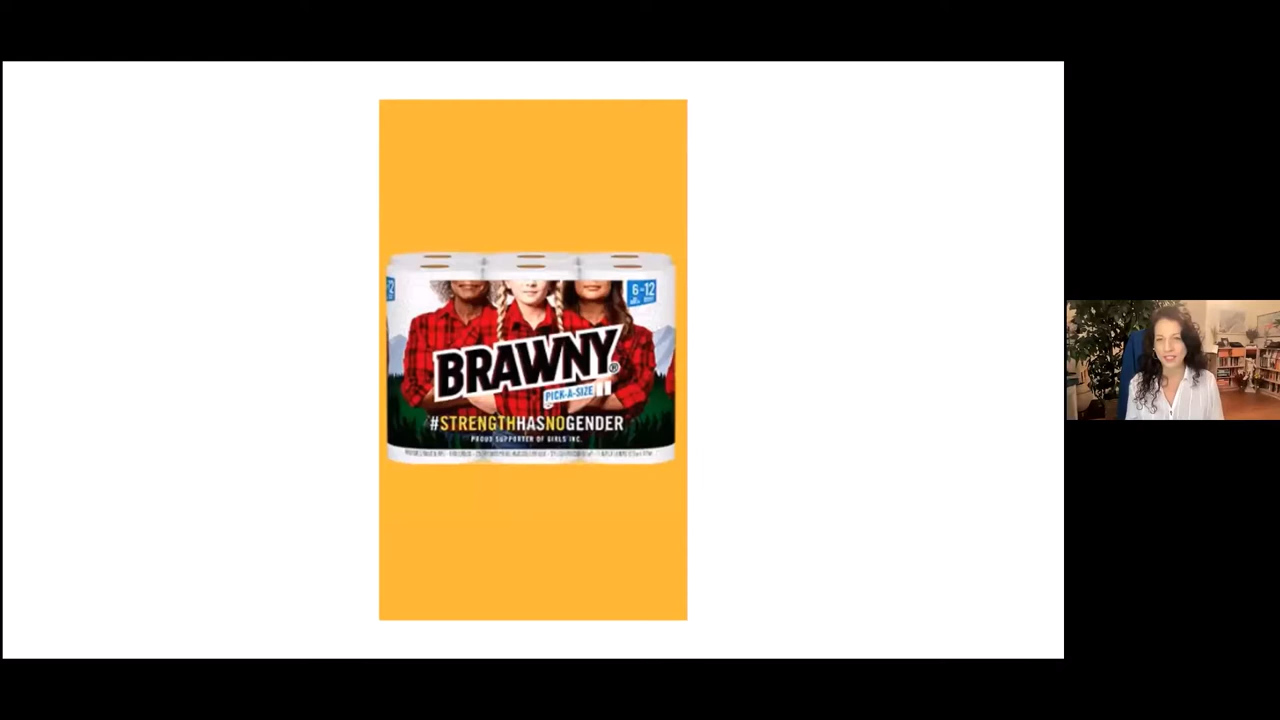 6=12
BRAWNY®
PICK-A-SIZE
#STRENGTHHASNOGENDER
PROUD SUPPORTER OF GIRLS INC.